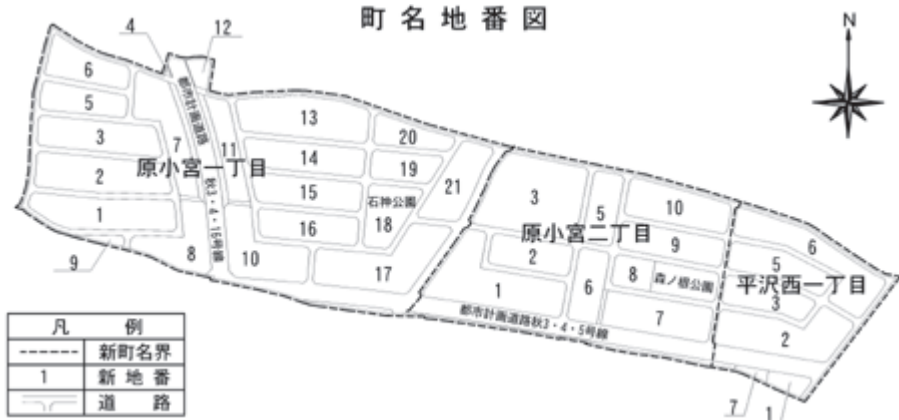 町名地番図
N
4
12
6
5
3
2
1
9
7
8
都市計画道路
秋3・4・16号線
原小宮一丁目
11
10
13
14
15
16
17
石神公園
18
19
20
21
原小宮二丁目
3
2
1
5
6
10
9
8
森ノ根公園
7
都市計画道路秋3・4・5号線
平沢西一丁目
6
5
3
2
7
1
凡例
新町名界
1 新地番
道路